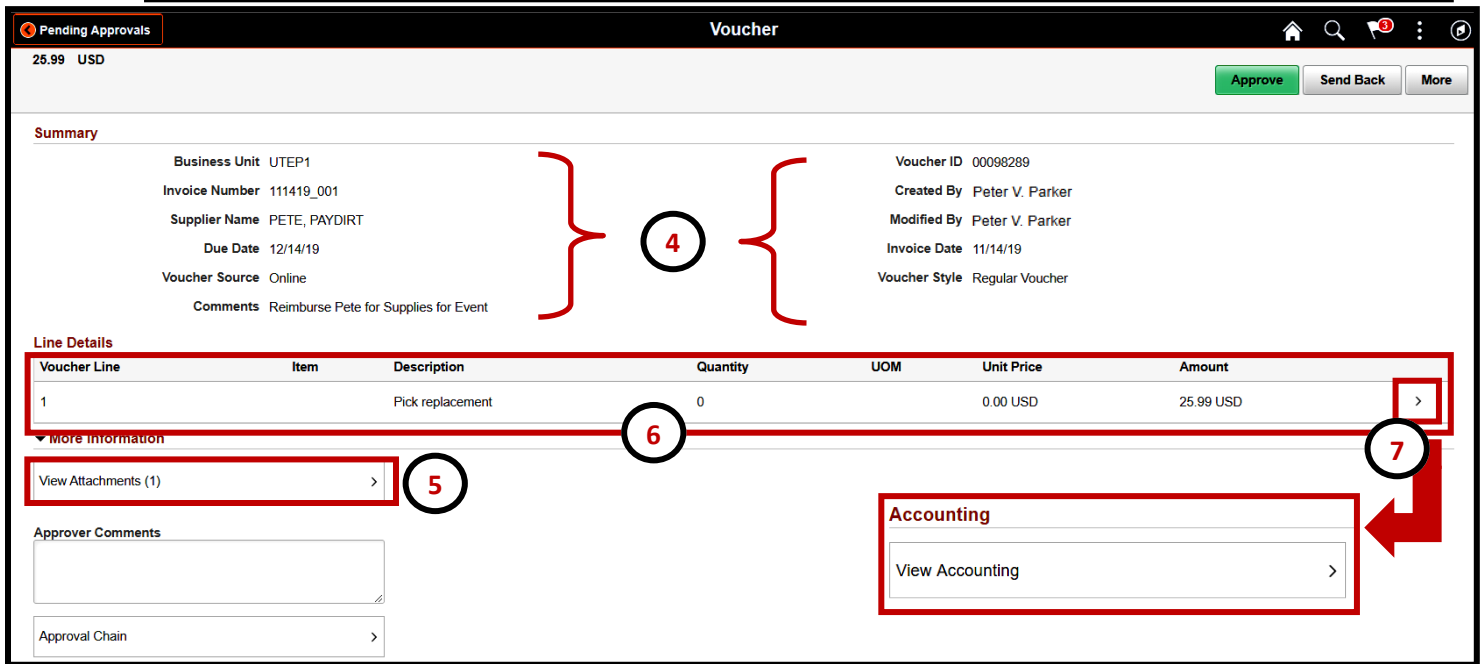 Pending Approvals Voucher 3
25.99 USD
Approve Send Back More
Summary
Business Unit UTEP1 Voucher ID 00098289
Invoice Number 111419_001 Created By Peter V. Parker
Supplier Name PETE, PAYDIRT Modified By Peter V. Parker
4
Due Date 12/14/19 Invoice Date 11/14/19
Voucher Source Online Voucher Style Regular Voucher
Comments Reimburse Pete for Supplies for Event
Line Details
Voucher Line Item Description Quantity UOM Unit Price Amount
1 Pick replacement 0 0.00 USD 25.99 USD
6
7
More Information
View Attachments (1)
5
Accounting
Approver Comments
View Accounting
Approval Chain